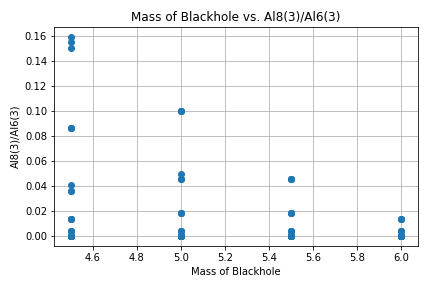 Mass of Blackhole vs. Al8(3)/Al6(3)
0.16
0.14
0.12
0.10
0.08
0.06
0.04
0.02
0.00
Al8(3)/Al6(3)
4.6 4.8 5.0 5.2 5.4 5.6 5.8 6.0
Mass of Blackhole